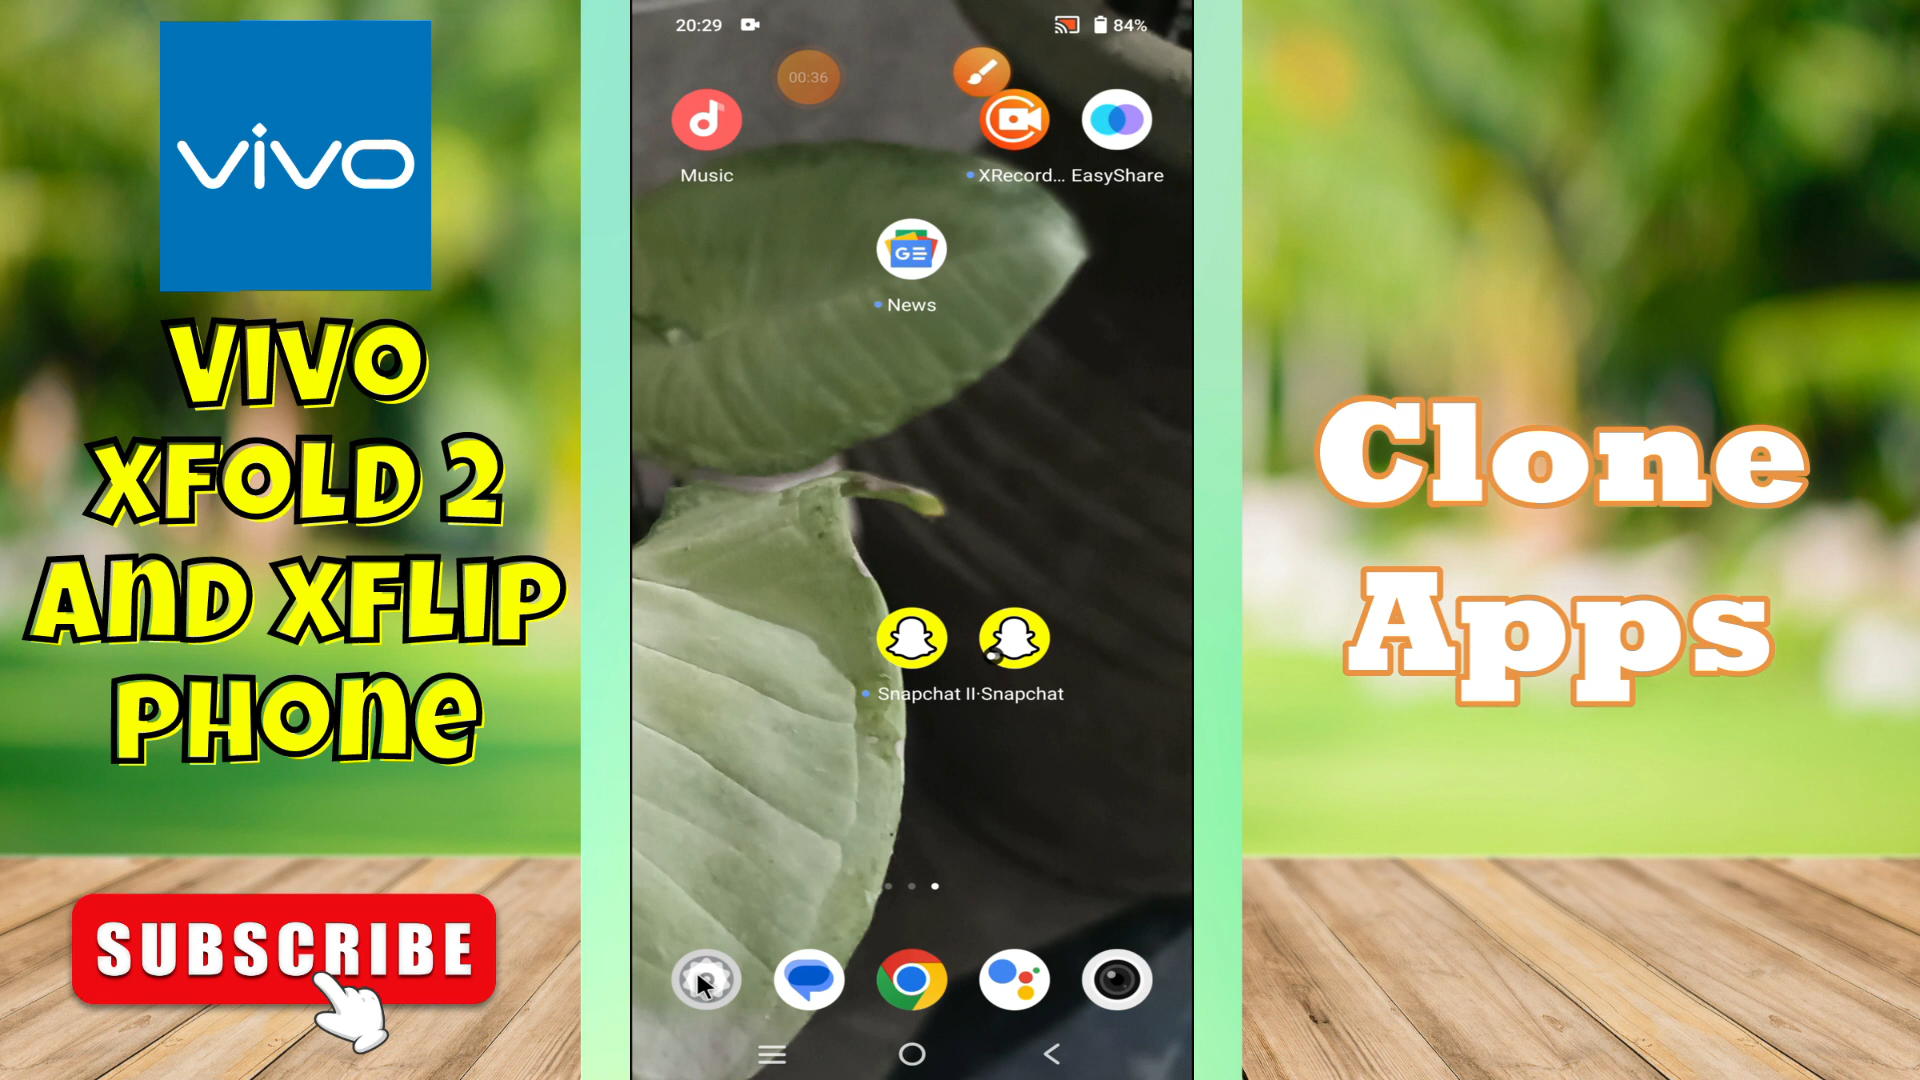 vivo
VIVO
XFOLD 2
AND XFLIP
PHONE
SUBSCRIBE
20:29
84%
00:36
Music
XRecord...
EasyShare
GE
News
Snapchat
II·Snapchat
Clone
Apps